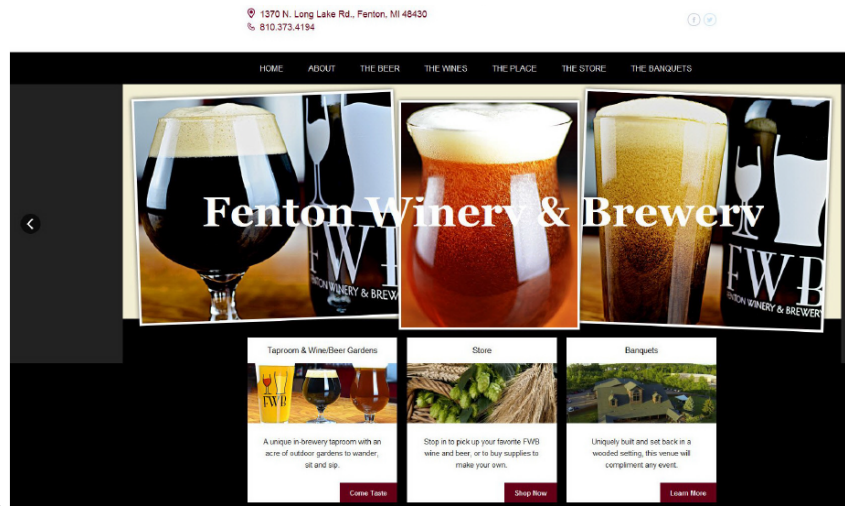 1370 N. Long Lake Rd., Fenton, MI 48430
810.373.4194
HOME ABOUT THE BEER THE WINES THE PLACE THE STORE THE BANQUETS
Fenton Winery & Brewery
FWB
FENTON WINERY & BREW
FWB
FENTON WINERY & BREWERY
Taproom & Wine/Beer Gardens
Store
Banquets
FWB
A unique in-brewery taproom with an
acre of outdoor gardens to wander,
sit and sip.
Come Taste
Stop in to pick up your favorite FWB
wine and beer, or to buy supplies to
make your own.
Shop Now
Uniquely built and set back in a
wooded setting, this venue will
compliment any event.
Learn More